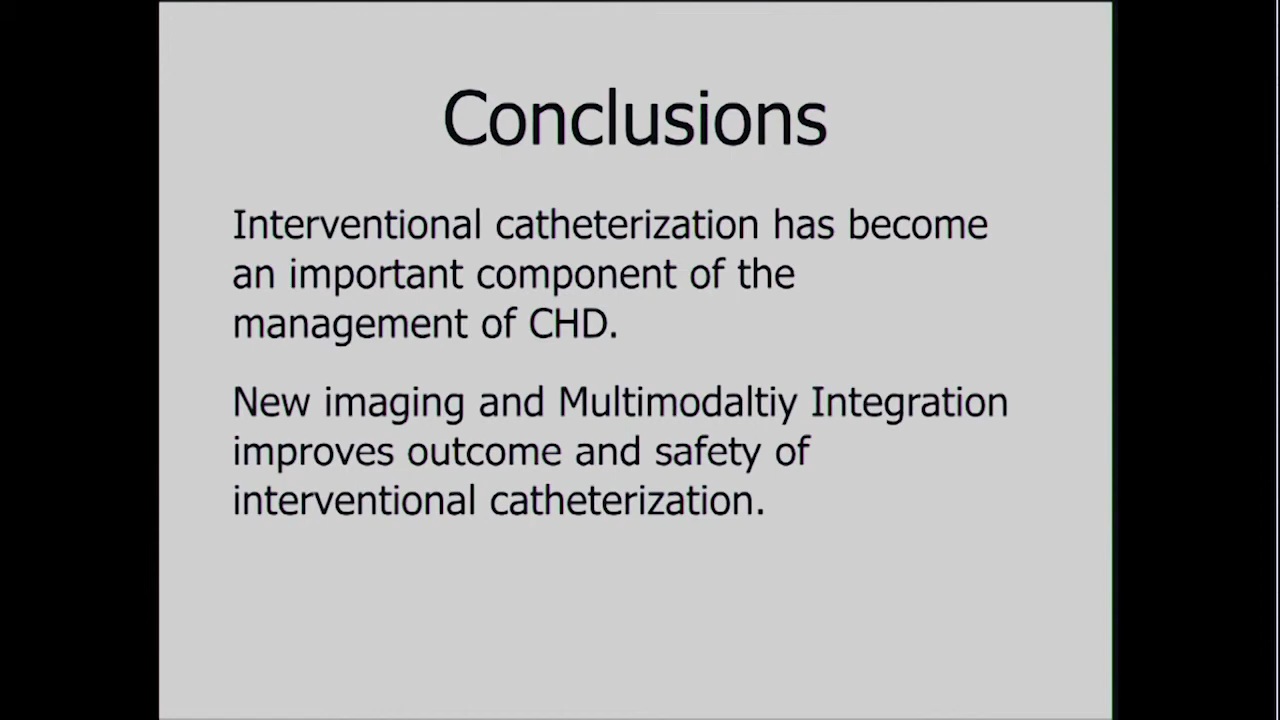 Conclusions
Interventional catheterization has become
an important component of the
management of CHD.
New imaging and Multimodaltiy Integration
improves outcome and safety of
interventional catheterization.